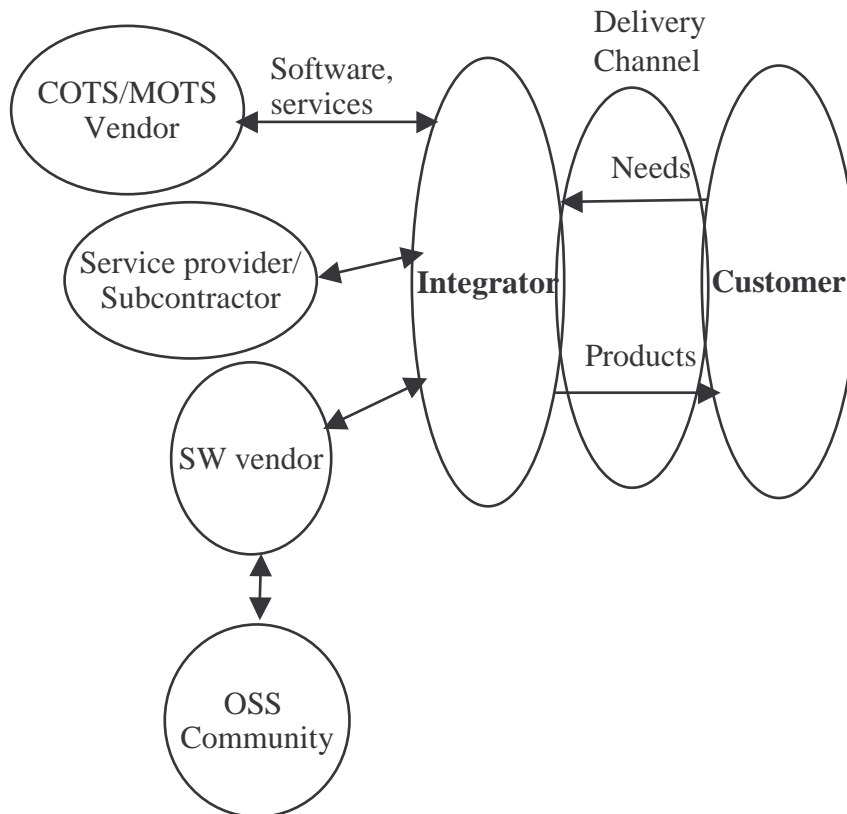 Delivery
Channel
COTS/MOTS
Vendor
Software,
services
Needs
Service provider/
Subcontractor
Integrator
Customer
Products
SW vendor
OSS
Community